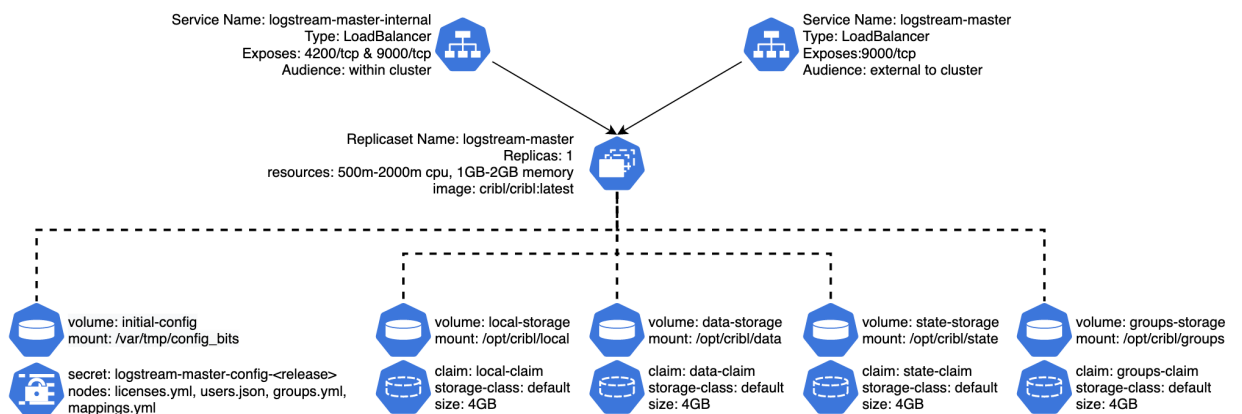 Service Name: logstream-master-internal
Type: LoadBalancer
Exposes: 4200/tcp & 9000/tcp
Audience: within cluster
Service Name: logstream-master
Type: LoadBalancer
Exposes:9000/tcp
Audience: external to cluster
Replicaset Name: logstream-master
Replicas: 1
resources: 500m-2000m cpu, 1GB-2GB memory
image: cribl/cribl:latest
volume: initial-config
mount: /var/tmp/config_bits
secret: logstream-master-config-<release>
nodes: licenses.yml, users.json, groups.yml,
mappings.yml
volume: local-storage
mount: /opt/cribl/local
claim: local-claim
storage-class: default
size: 4GB
volume: data-storage
mount: /opt/cribl/data
claim: data-claim
storage-class: default
size: 4GB
volume: state-storage
mount: /opt/cribl/state
claim: state-claim
storage-class: default
size: 4GB
volume: groups-storage
mount: /opt/cribl/groups
claim: groups-claim
storage-class: default
size: 4GB